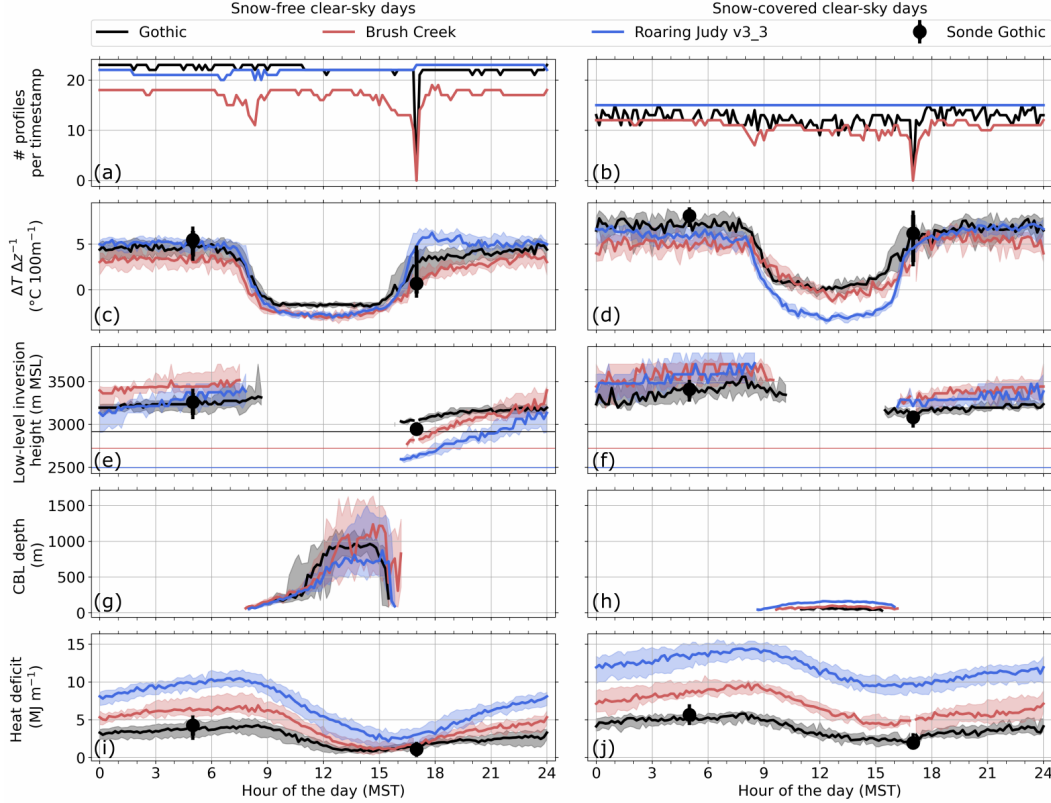 Snow-free clear-sky days
Snow-covered clear-sky days
Gothic
Brush Creek
Roaring Judy v3_3
Sonde Gothic
# profiles
per timestamp
20
10
0
(a)
(b)
ΔT Δz⁻¹
(°C 100m⁻¹)
5
0
(c)
(d)
Low-level inversion
height (m MSL)
3500
3000
2500
(e)
(f)
CBL depth
(m)
1500
1000
500
0
(g)
(h)
Heat deficit
(MJ m⁻¹)
15
10
5
0
(i)
(j)
0 3 6 9 12 15 18 21 24
0 3 6 9 12 15 18 21 24
Hour of the day (MST)
Hour of the day (MST)